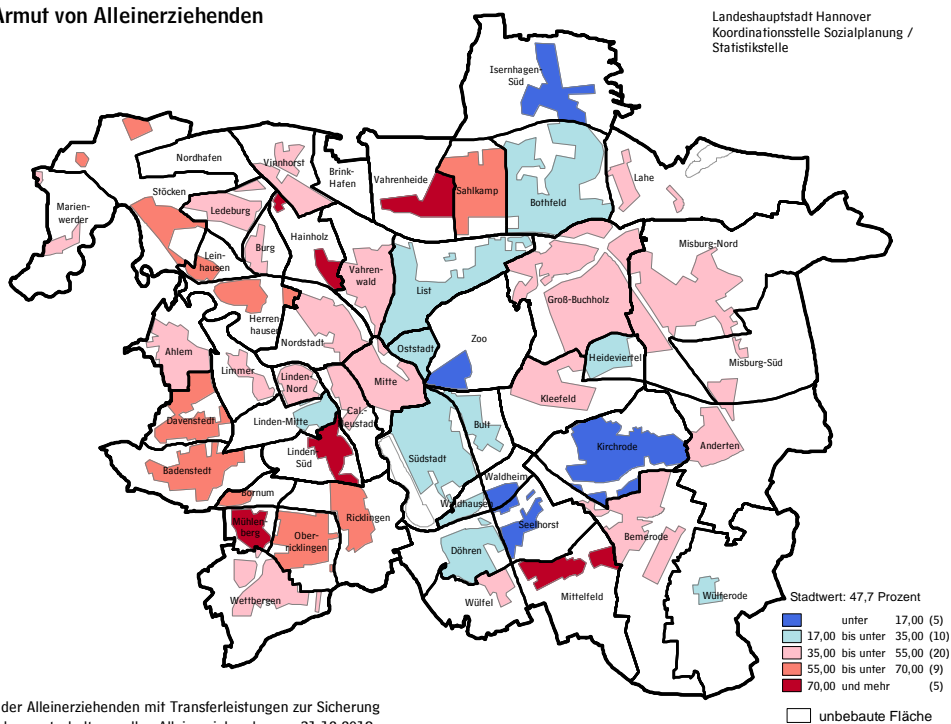 Armut von Alleinerziehenden
Landeshauptstadt Hannover
Koordinationsstelle Sozialplanung /
Statistikstelle
Isernhagen-
Süd
Nordhafen
Vinnhorst
Brink-
Hafen
Vahrenheide
Sahlkamp
Bothfeld
Lahe
Stöcken
Marien-
werder
Ledeburg
Burg
Hainholz
Lein-
hausen
Vahren-
wald
List
Groß-Buchholz
Misburg-Nord
Herren
hausen
Nordstadt
Oststadt
Zoo
Heideviertel
Misburg-Süd
Ahlem
Limmer
Linden-
Nord
Mitte
Kleefeld
Davenstedt
Linden-Mitte
Cal.-
Neustadt
Bult
Kirchrode
Anderten
Badenstedt
Linden-
Süd
Südstadt
Waldheim
Bornum
Waldhausen
Mühlen-
berg
Ober-
ricklingen
Ricklingen
Seelhorst
Bemerode
Döhren
Wettbergen
Wülfel
Mittelfeld
Wülferode
Stadtwert: 47,7 Prozent
unter 17,00 (5)
17,00 bis unter 35,00 (10)
35,00 bis unter 55,00 (20)
55,00 bis unter 70,00 (9)
70,00 und mehr (5)
unbebaute Fläche
der Alleinerziehenden mit Transferleistungen zur Sicherung